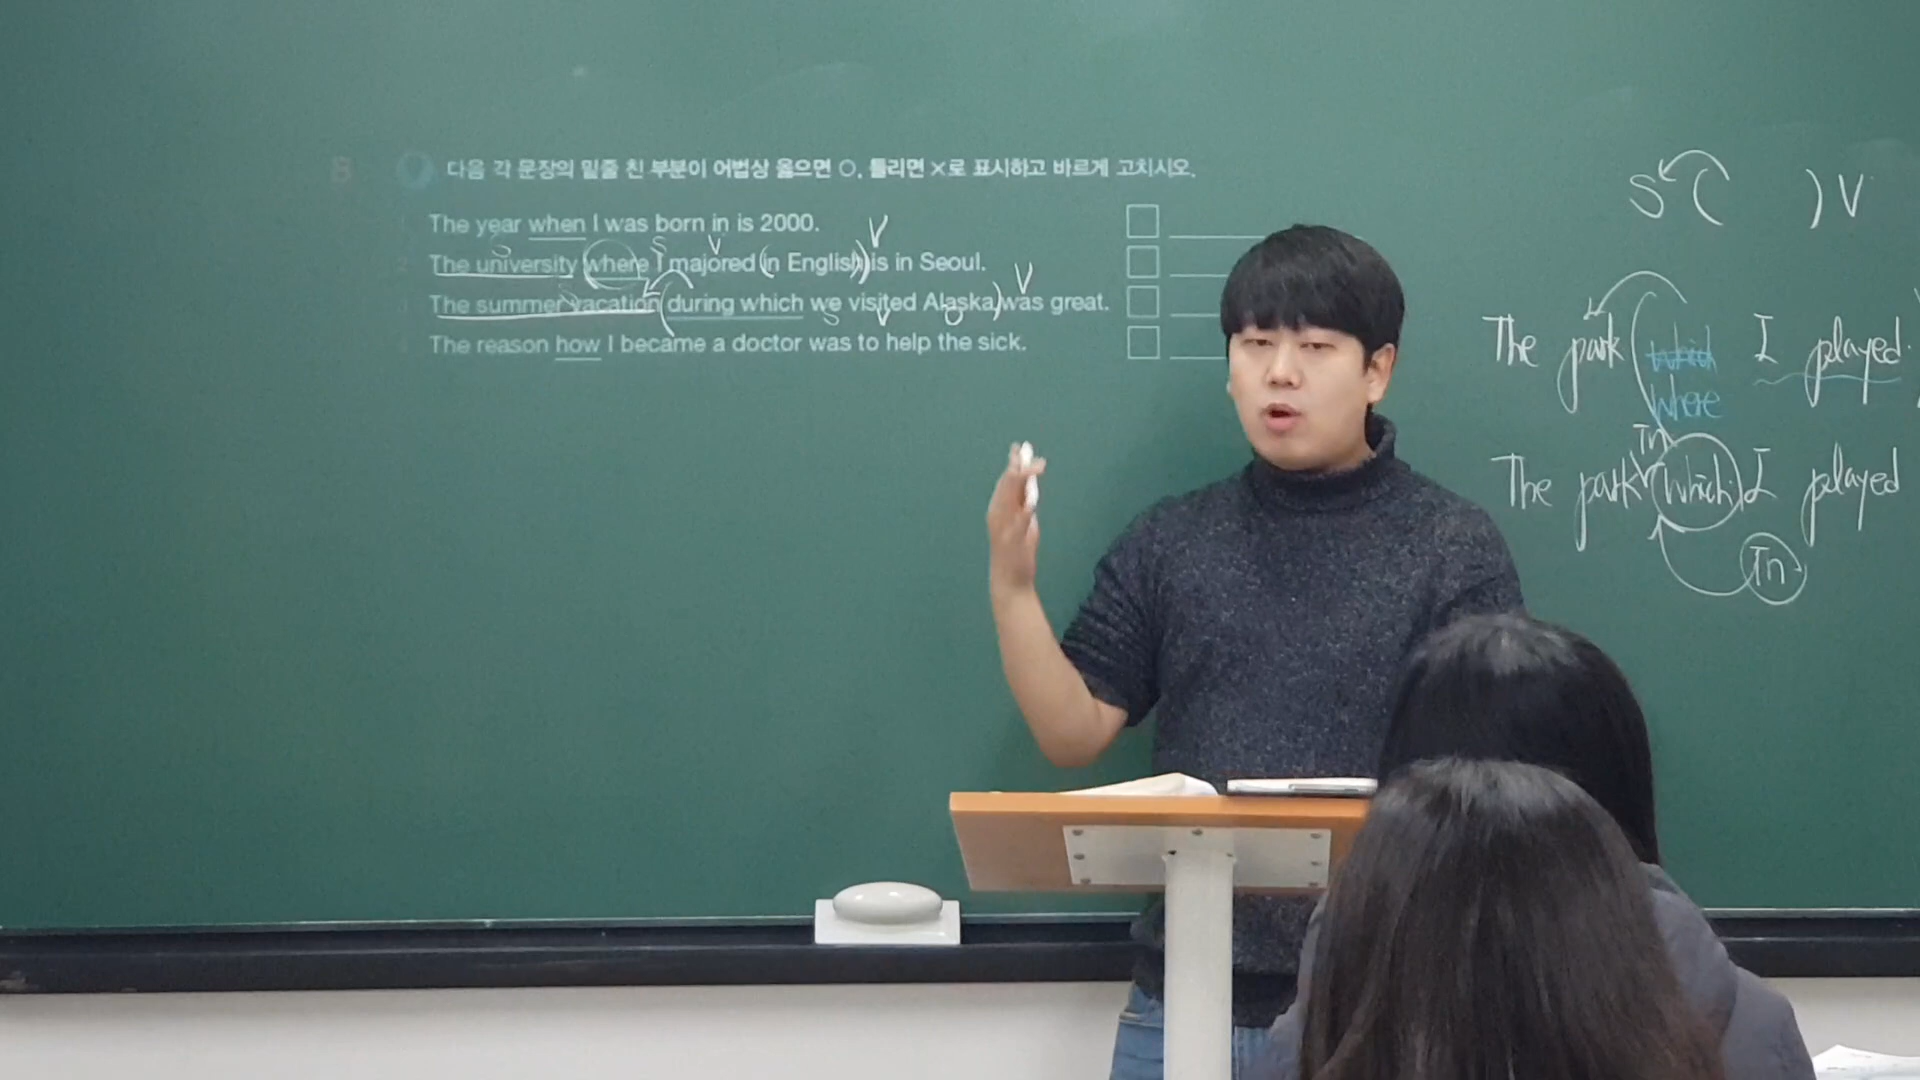 B 다음 각 문장의 밑줄 친 부분이 어법상 옳으면 ○, 틀리면 ×로 표시하고 바르게 고치시오.
The year when I was born in is 2000.
S S V V
2 The university where I majored (in English)) is in Seoul.
S V
The summer vacation (during which we visited Alaska) was great.
S V O
The reason how I became a doctor was to help the sick.
S ( ) V
The park ( which I played.
where
In
The park which) I played
In